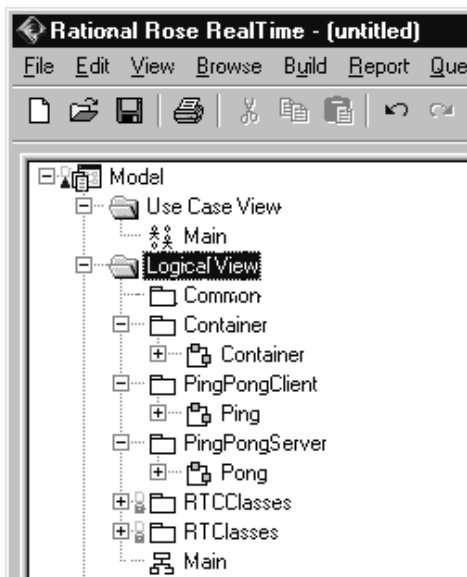 Rational Rose RealTime - (untitled)
File Edit View Browse Build Report Que
Model
Use Case View
Main
Logical View
Common
Container
Container
PingPongClient
Ping
PingPongServer
Pong
RTCClasses
RTClasses
Main